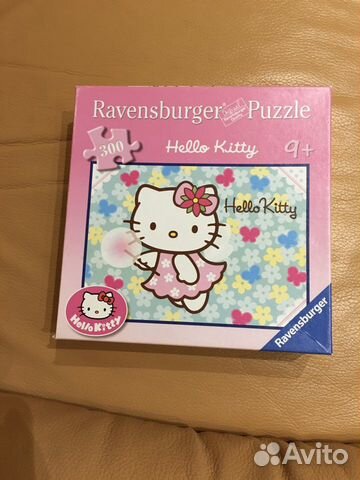 Ravensburger Puzzle
300
Hello Kitty
9+
Hello Kitty
Hello Kitty
Ravensburger
Avito